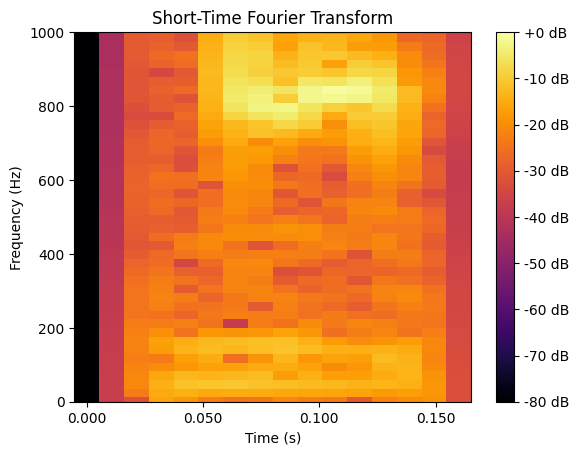 Short-Time Fourier Transform
1000
800
600
400
200
0
Frequency (Hz)
0.000
0.050
0.100
0.150
Time (s)
+0 dB
-10 dB
-20 dB
-30 dB
-40 dB
-50 dB
-60 dB
-70 dB
-80 dB